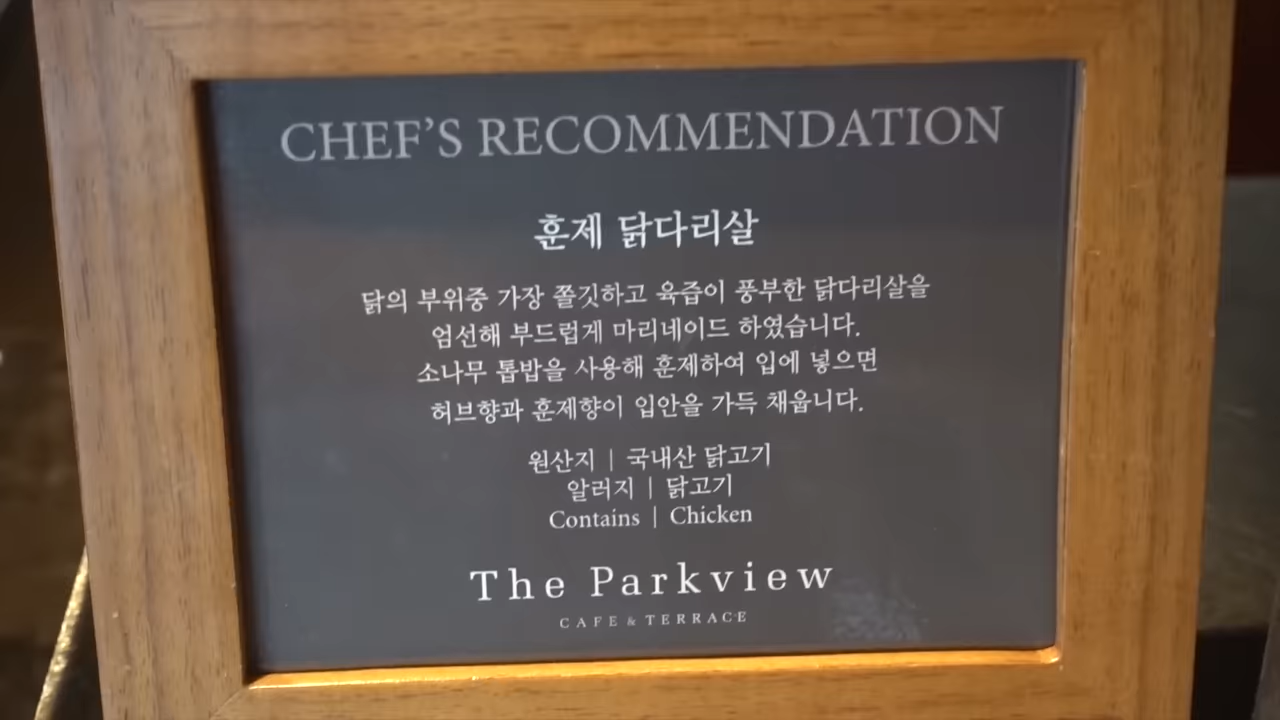 CHEF'S RECOMMENDATION
훈제 닭다리살
닭의 부위중 가장 쫄깃하고 육즙이 풍부한 닭다리살을
엄선해 부드럽게 마리네이드 하였습니다.
소나무 톱밥을 사용해 훈제하여 입에 넣으면
허브향과 훈제향이 입안을 가득 채웁니다.
원산지 | 국내산 닭고기
알러지 | 닭고기
Contains | Chicken
The Parkview
CAFE & TERRACE